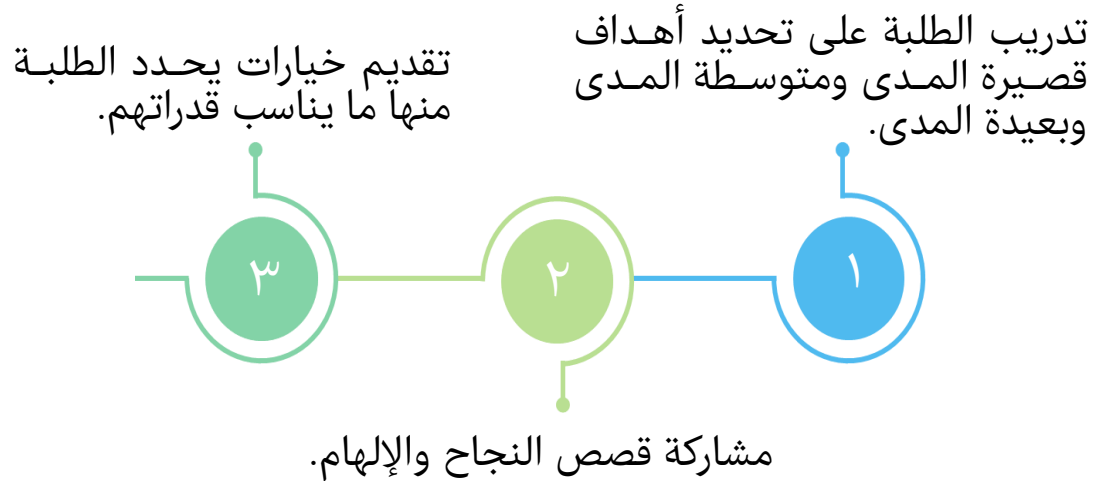 تدريب الطلبة على تحديد أهداف
قصيرة المدى ومتوسطة المدى
وبعيدة المدى.
١
٢
مشاركة قصص النجاح والإلهام.
٣
تقديم خيارات يحدد الطلبة
منها ما يناسب قدراتهم.